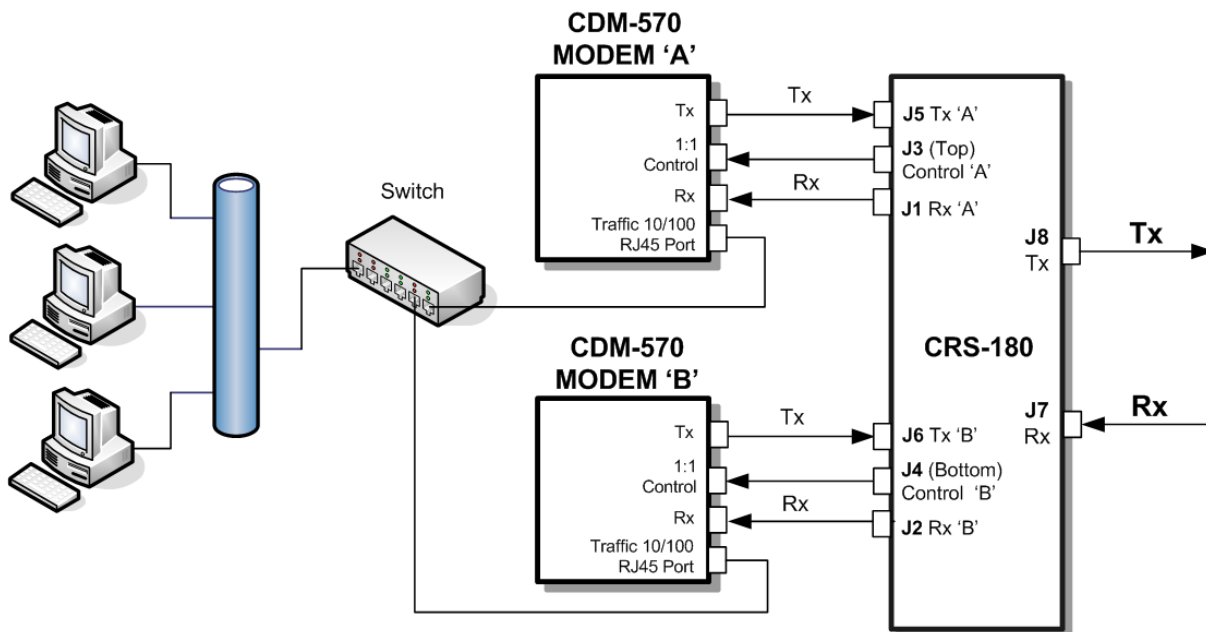 CDM-570
MODEM ‘A’
Tx
1:1
Control
Rx
Traffic 10/100
RJ45 Port
Tx
Rx
J5 Tx ‘A’
J3 (Top)
Control ‘A’
J1 Rx ‘A’
Switch
J8
Tx
Tx
CRS-180
CDM-570
MODEM ‘B’
Tx
1:1
Control
Rx
Traffic 10/100
RJ45 Port
Tx
Rx
J6 Tx ‘B’
J4 (Bottom)
Control ‘B’
J2 Rx ‘B’
J7
Rx
Rx